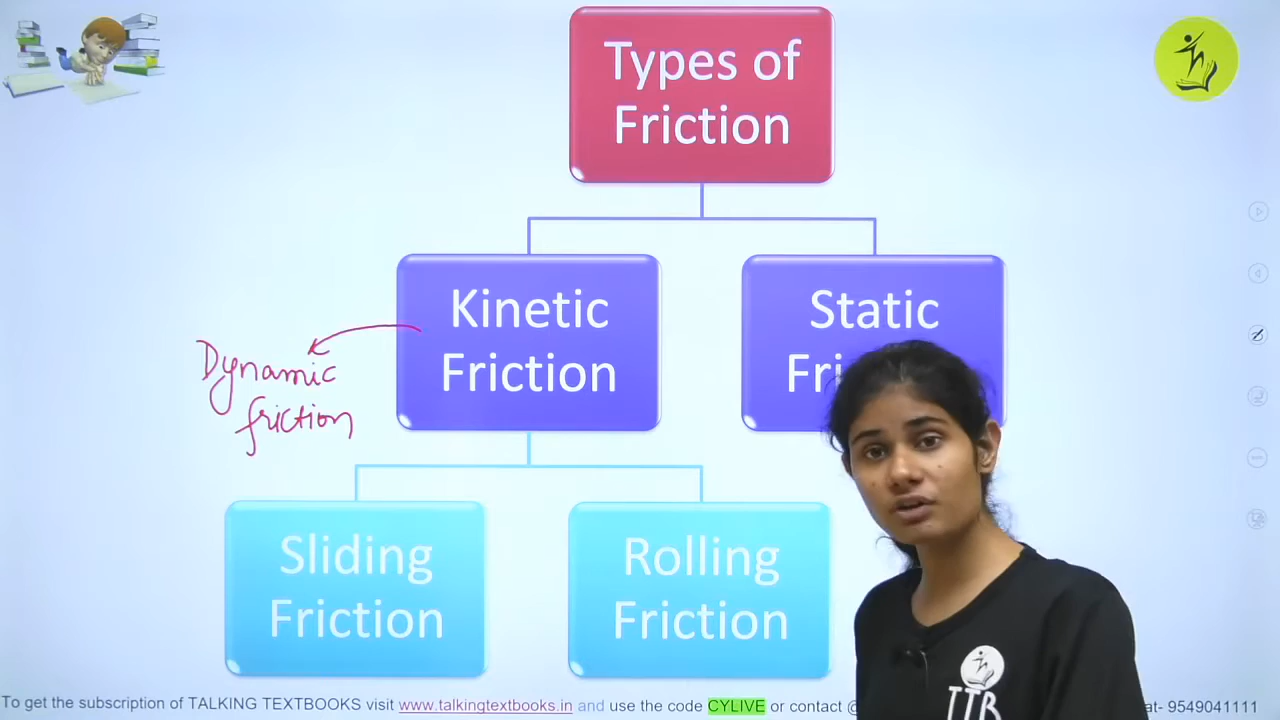 Types of
Friction
Kinetic
Friction
Static
Dynamic
friction
Sliding
Friction
Rolling
Friction
TTB
To get the subscription of TALKING TEXTBOOKS visit www.talkingtextbooks.in and use the code CYLIVE or contact @ at- 9549041111